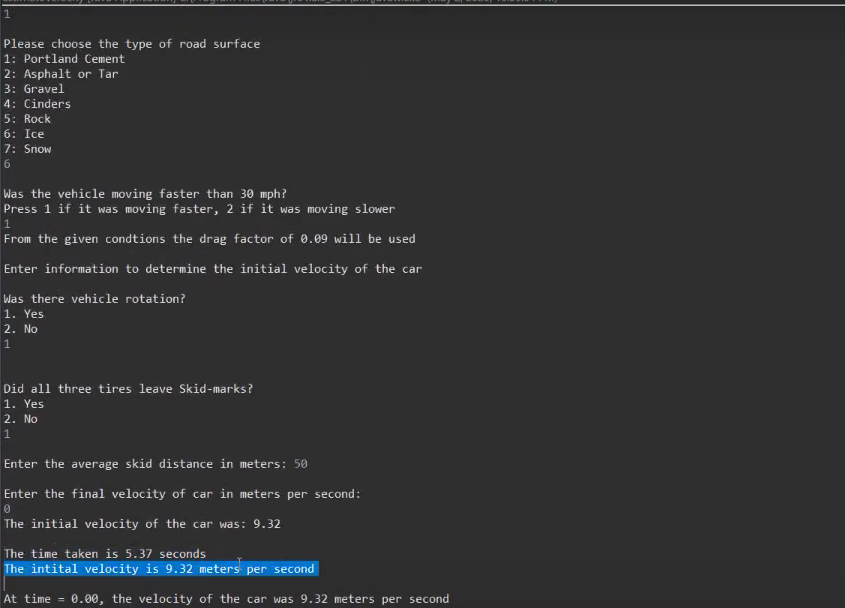 1
Please choose the type of road surface
1: Portland Cement
2: Asphalt or Tar
3: Gravel
4: Cinders
5: Rock
6: Ice
7: Snow
6
Was the vehicle moving faster than 30 mph?
Press 1 if it was moving faster, 2 if it was moving slower
1
From the given condtions the drag factor of 0.09 will be used
Enter information to determine the initial velocity of the car
Was there vehicle rotation?
1. Yes
2. No
1
Did all three tires leave Skid-marks?
1. Yes
2. No
1
Enter the average skid distance in meters: 50
Enter the final velocity of car in meters per second:
0
The initial velocity of the car was: 9.32
The time taken is 5.37 seconds
The intital velocity is 9.32 meters per second
At time = 0.00, the velocity of the car was 9.32 meters per second